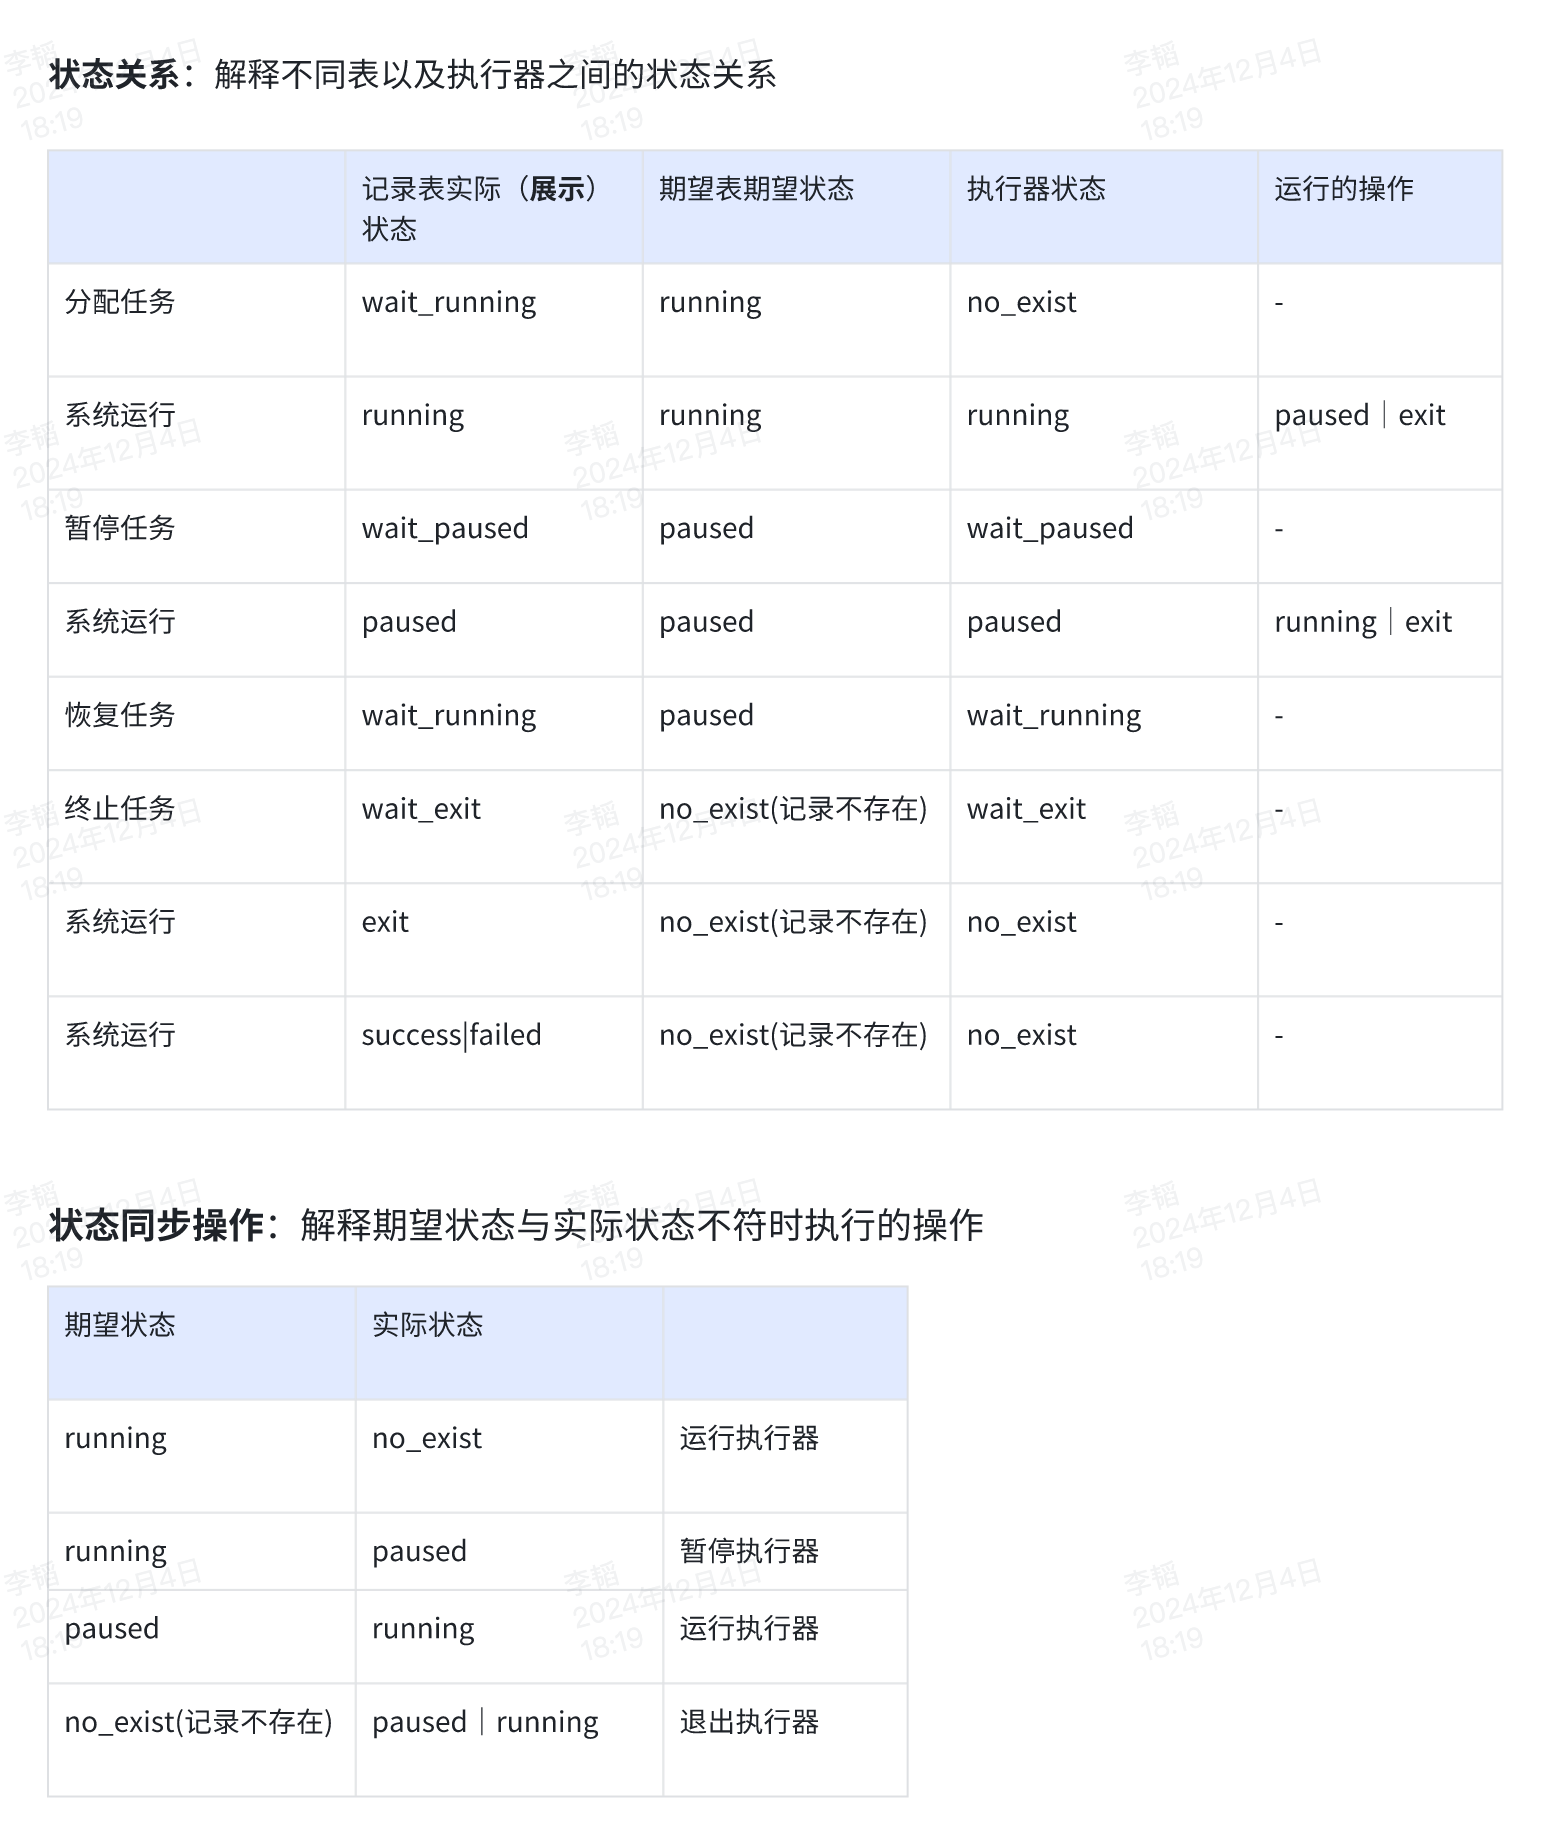 状态关系：解释不同表以及执行器之间的状态关系
记录表实际（展示）状态 期望表期望状态 执行器状态 运行的操作
分配任务 wait_running running no_exist -
系统运行 running running running paused｜exit
暂停任务 wait_paused paused wait_paused -
系统运行 paused paused paused running｜exit
恢复任务 wait_running paused wait_running -
终止任务 wait_exit no_exist(记录不存在) wait_exit -
系统运行 exit no_exist(记录不存在) no_exist -
系统运行 success|failed no_exist(记录不存在) no_exist -
状态同步操作：解释期望状态与实际状态不符时执行的操作
期望状态 实际状态
running no_exist 运行执行器
running paused 暂停执行器
paused running 运行执行器
no_exist(记录不存在) paused｜running 退出执行器
李韬
2024年12月4日
18:19